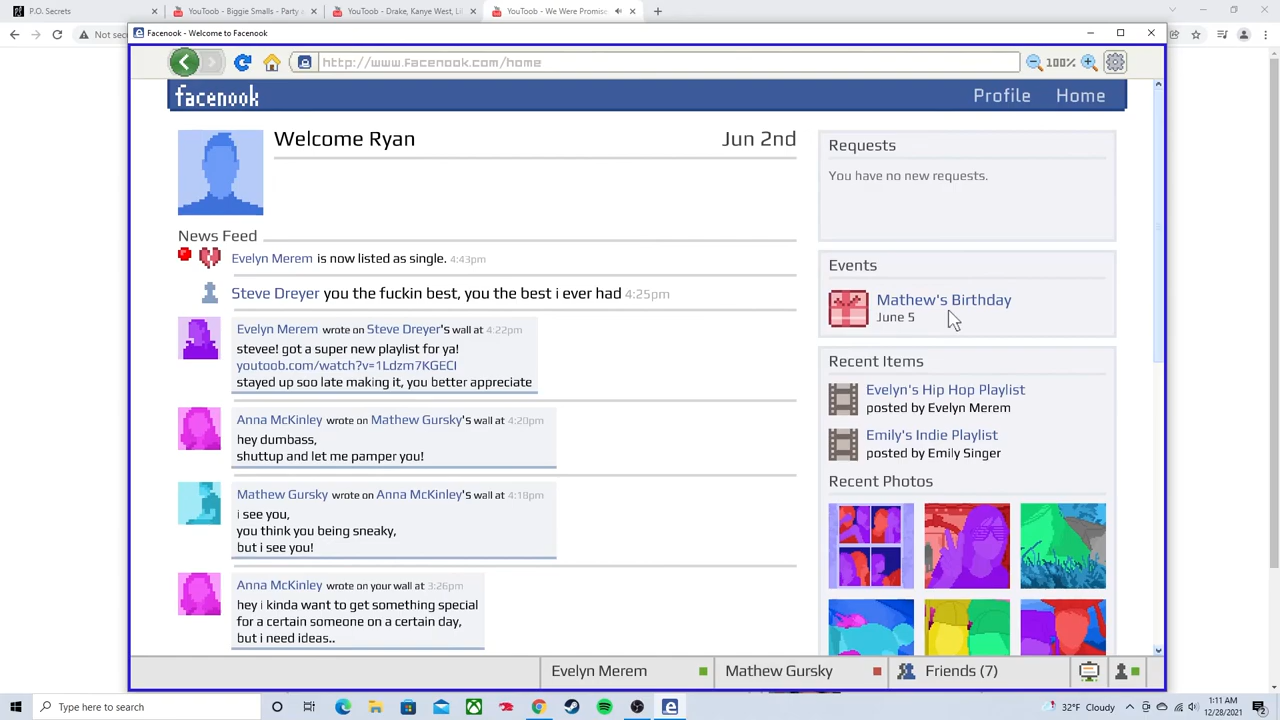 P.O. Secrets
YouToob - Biggie Smalls - Party a
YouToob - Drake, Kanye West, Lil
YouToob - We Were Promise
Not sec
Facenook - Welcome to Facenook
http://www.facenook.com/home
100%
facenook
Profile
Home
Welcome Ryan
Jun 2nd
News Feed
Evelyn Merem is now listed as single. 4:43pm
Steve Dreyer you the fuckin best, you the best i ever had 4:25pm
Evelyn Merem wrote on Steve Dreyer's wall at 4:22pm
stevee! got a super new playlist for ya!
youtoob.com/watch?v=1Ldzm7KGECI
stayed up soo late making it, you better appreciate
Anna McKinley wrote on Mathew Gursky's wall at 4:20pm
hey dumbass,
shuttup and let me pamper you!
Mathew Gursky wrote on Anna McKinley's wall at 4:18pm
i see you,
you think you being sneaky,
but i see you!
Anna McKinley wrote on your wall at 3:26pm
hey i kinda want to get something special
for a certain someone on a certain day,
but i need ideas..
Requests
You have no new requests.
Events
Mathew's Birthday
June 5
Recent Items
Evelyn's Hip Hop Playlist
posted by Evelyn Merem
Emily's Indie Playlist
posted by Emily Singer
Recent Photos
Evelyn Merem
Mathew Gursky
Friends (7)
Type here to search
32°F Cloudy
1:11 AM
12/28/2021
2